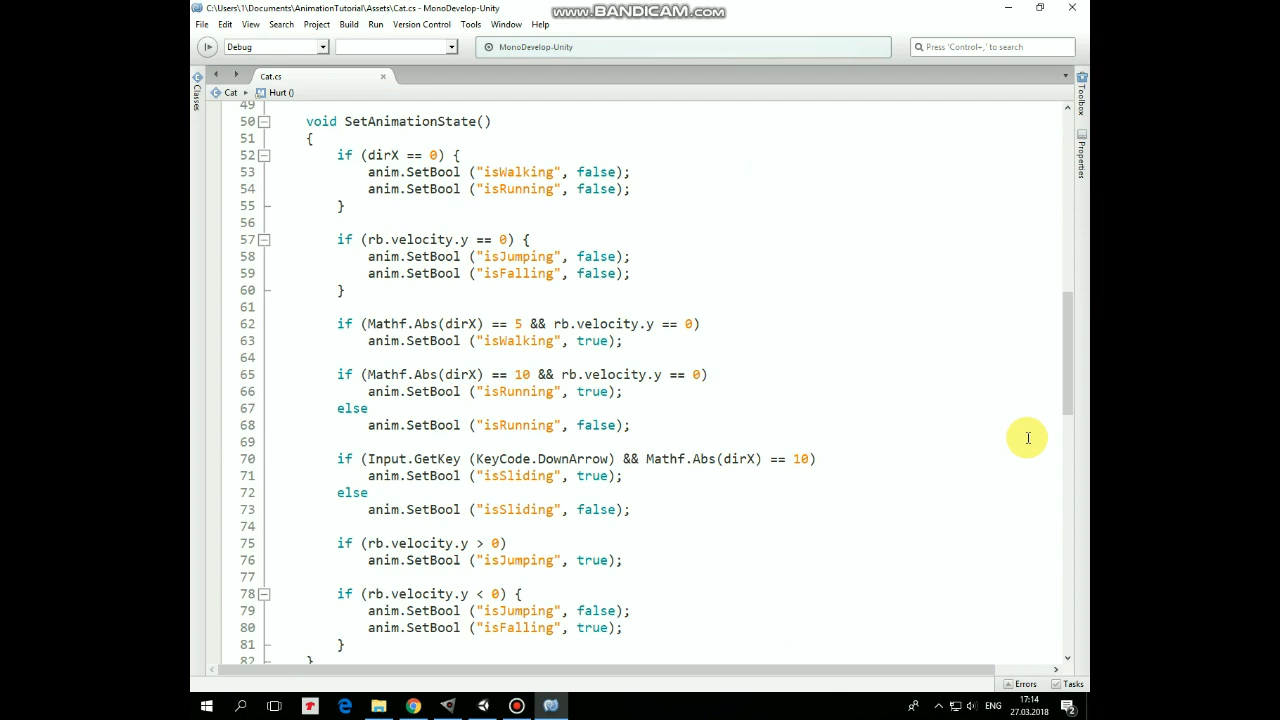 C:\Users\1\Documents\AnimationTutorial\Assets\Cat.cs - MonoDevelop-Unity
www.BANDICAM.com
File Edit View Search Project Build Run Version Control Tools Window Help
Debug
MonoDevelop-Unity
Press 'Control+,' to search
Cat.cs
Cat ▸ Hurt ()
Classes
Toolbox
Properties
49
50 void SetAnimationState()
51 {
52 if (dirX == 0) {
53 anim.SetBool ("isWalking", false);
54 anim.SetBool ("isRunning", false);
55 }
56
57 if (rb.velocity.y == 0) {
58 anim.SetBool ("isJumping", false);
59 anim.SetBool ("isFalling", false);
60 }
61
62 if (Mathf.Abs(dirX) == 5 && rb.velocity.y == 0)
63 anim.SetBool ("isWalking", true);
64
65 if (Mathf.Abs(dirX) == 10 && rb.velocity.y == 0)
66 anim.SetBool ("isRunning", true);
67 else
68 anim.SetBool ("isRunning", false);
69
70 if (Input.GetKey (KeyCode.DownArrow) && Mathf.Abs(dirX) == 10)
71 anim.SetBool ("isSliding", true);
72 else
73 anim.SetBool ("isSliding", false);
74
75 if (rb.velocity.y > 0)
76 anim.SetBool ("isJumping", true);
77
78 if (rb.velocity.y < 0) {
79 anim.SetBool ("isJumping", false);
80 anim.SetBool ("isFalling", true);
81 }
82 }
Errors Tasks
ENG
17:14
27.03.2018
2